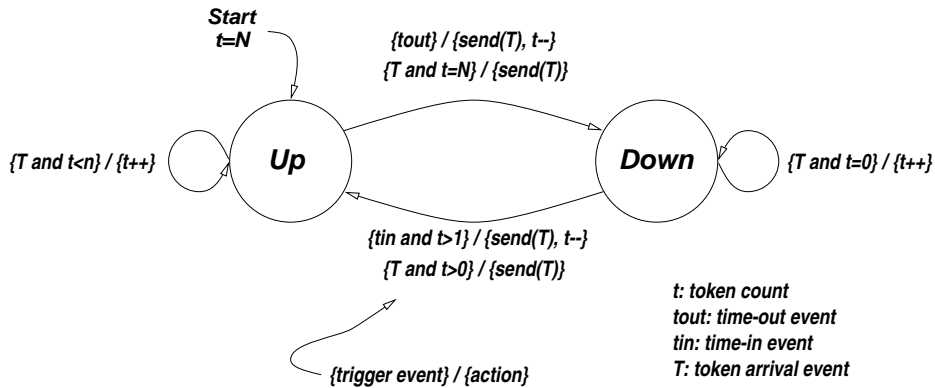 Start
t=N
{tout} / {send(T), t--}
{T and t=N} / {send(T)}
{T and t<n} / {t++}
Up
Down
{T and t=0} / {t++}
{tin and t>1} / {send(T), t--}
{T and t>0} / {send(T)}
{trigger event} / {action}
t: token count
tout: time-out event
tin: time-in event
T: token arrival event